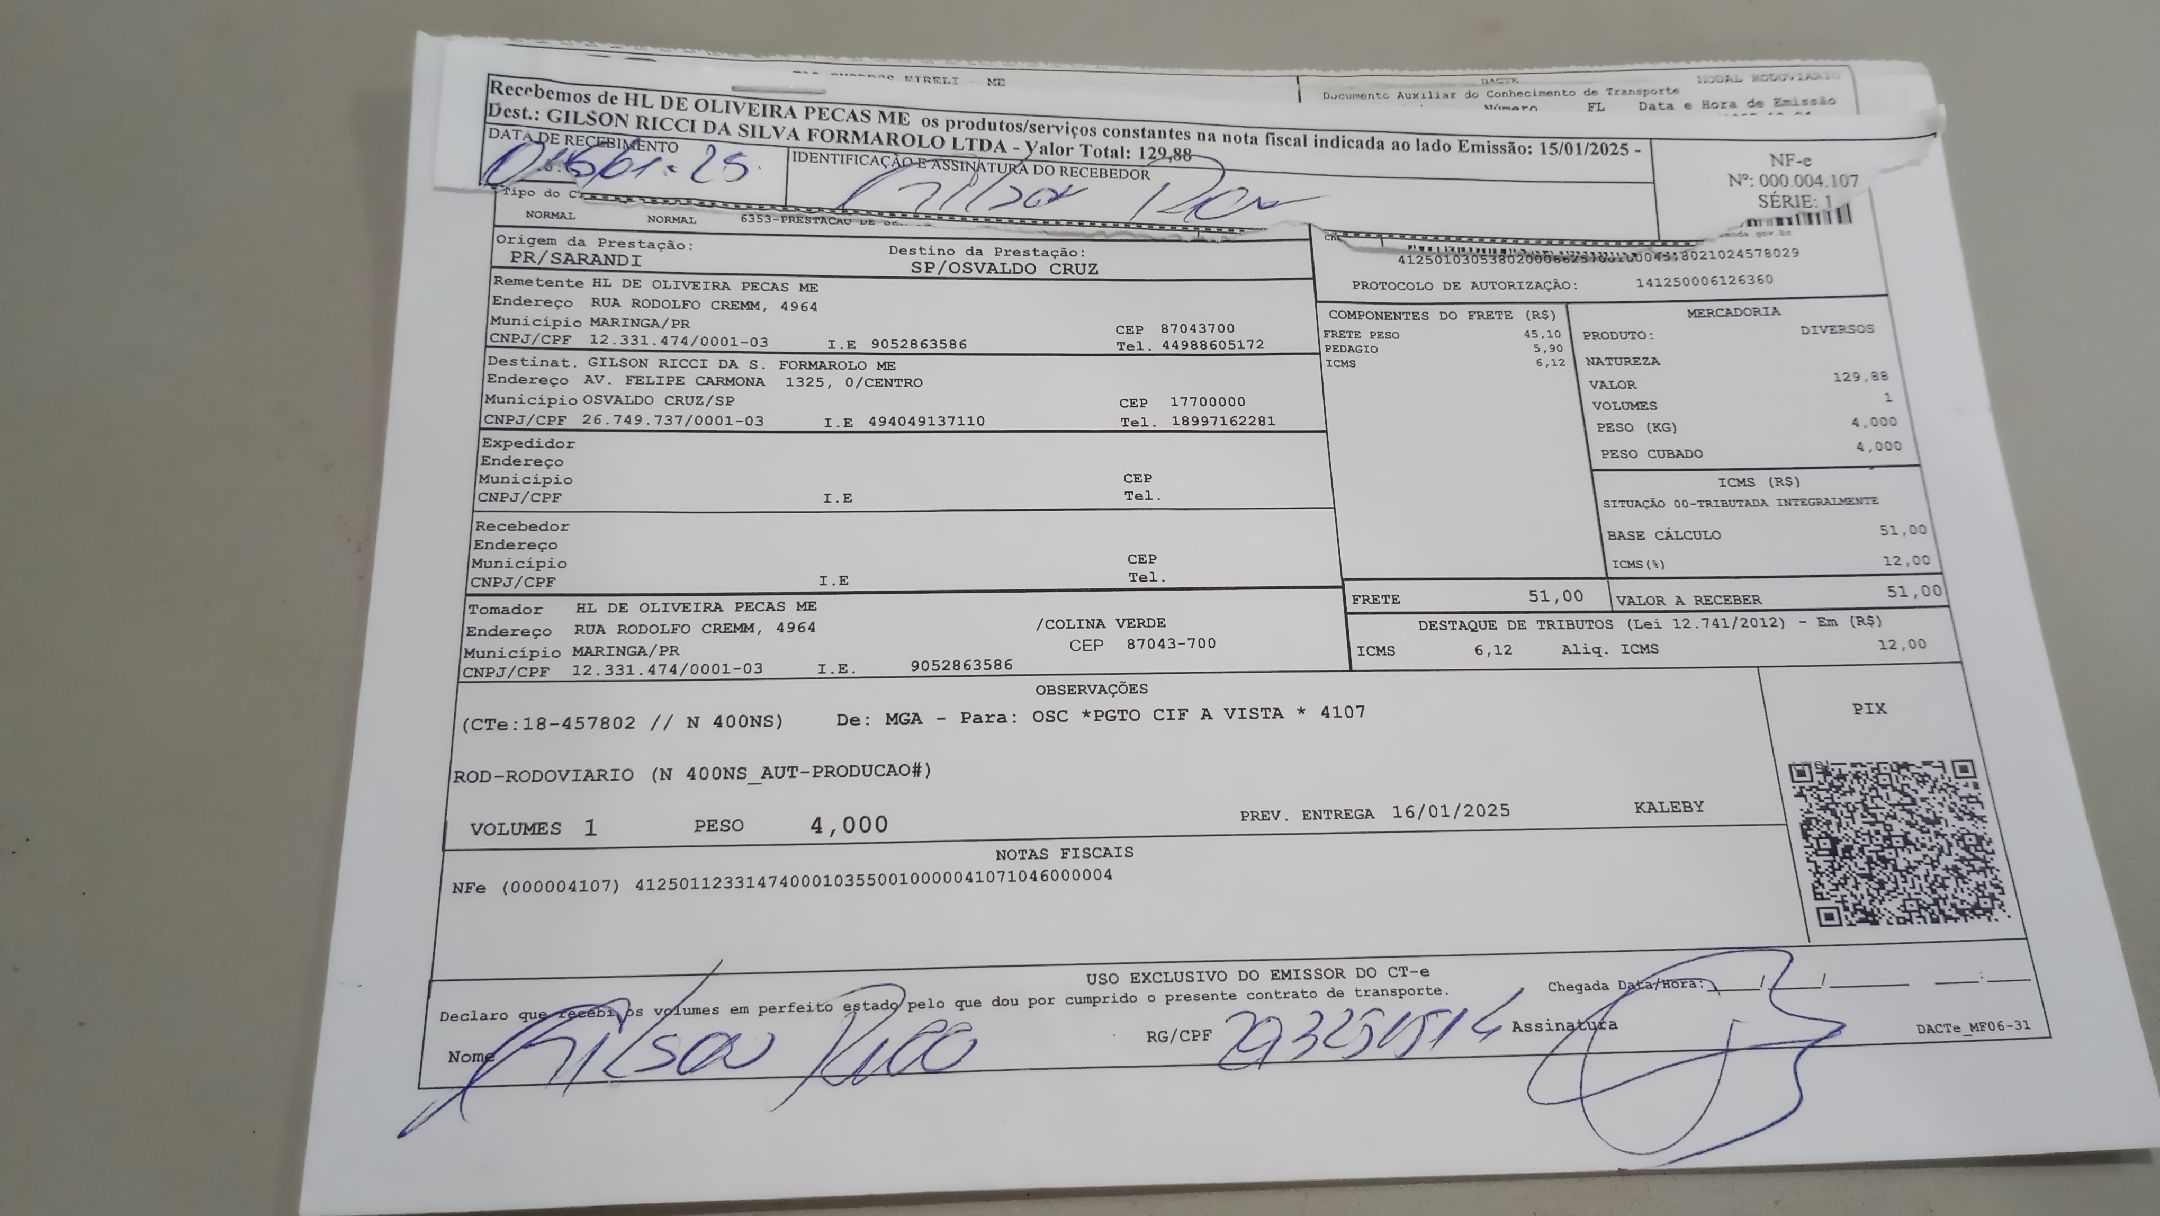 EIRELI - ME
DACTE
MODAL RODOVIARIO
Documento Auxiliar do Conhecimento de Transporte
Número FL Data e Hora de Emissão
Recebemos de HL DE OLIVEIRA PECAS ME os produtos/serviços constantes na nota fiscal indicada ao lado Emissão: 15/01/2025 -
Dest.: GILSON RICCI DA SILVA FORMAROLO LTDA - Valor Total: 129,88
DATA DE RECEBIMENTO
IDENTIFICAÇÃO E ASSINATURA DO RECEBEDOR
Gilson
NF-e
Nº: 000.004.107
SÉRIE: 1
Tipo do
NORMAL NORMAL 6353-PRESTACAO DE
Origem da Prestação:
PR/SARANDI
Destino da Prestação:
SP/OSVALDO CRUZ
PROTOCOLO DE AUTORIZAÇÃO: 141250006126360
Remetente HL DE OLIVEIRA PECAS ME
Endereço RUA RODOLFO CREMM, 4964
Município MARINGA/PR CEP 87043700
CNPJ/CPF 12.331.474/0001-03 I.E 9052863586 Tel. 44988605172
Destinat. GILSON RICCI DA S. FORMAROLO ME
Endereço AV. FELIPE CARMONA 1325, 0/CENTRO
Município OSVALDO CRUZ/SP CEP 17700000
CNPJ/CPF 26.749.737/0001-03 I.E 494049137110 Tel. 18997162281
Expedidor
Endereço
Município CEP
CNPJ/CPF I.E Tel.
Recebedor
Endereço
Município CEP
CNPJ/CPF I.E Tel.
Tomador HL DE OLIVEIRA PECAS ME
Endereço RUA RODOLFO CREMM, 4964 /COLINA VERDE
Município MARINGA/PR CEP 87043-700
CNPJ/CPF 12.331.474/0001-03 I.E. 9052863586
COMPONENTES DO FRETE (R$)
FRETE PESO 45,10
PEDAGIO 5,90
ICMS 6,12
MERCADORIA
PRODUTO: DIVERSOS
NATUREZA
VALOR 129,88
VOLUMES 1
PESO (KG) 4,000
PESO CUBADO 4,000
ICMS (R$)
SITUAÇÃO 00-TRIBUTADA INTEGRALMENTE
BASE CÁLCULO 51,00
ICMS(%) 12,00
FRETE 51,00 VALOR A RECEBER 51,00
DESTAQUE DE TRIBUTOS (Lei 12.741/2012) - Em (R$)
ICMS 6,12 Aliq. ICMS 12,00
OBSERVAÇÕES
(CTe:18-457802 // N 400NS) De: MGA - Para: OSC *PGTO CIF A VISTA * 4107
ROD-RODOVIARIO (N 400NS_AUT-PRODUCAO#)
VOLUMES 1 PESO 4,000 PREV. ENTREGA 16/01/2025 KALEBY
PIX
NOTAS FISCAIS
NFe (000004107) 41250112331474000103550010000041071046000004
USO EXCLUSIVO DO EMISSOR DO CT-e
Declaro que recebi os volumes em perfeito estado pelo que dou por cumprido o presente contrato de transporte.
Chegada Data/Hora: / / :
Nome Gilson Ricci RG/CPF Assinatura
DACTe_MF06-31